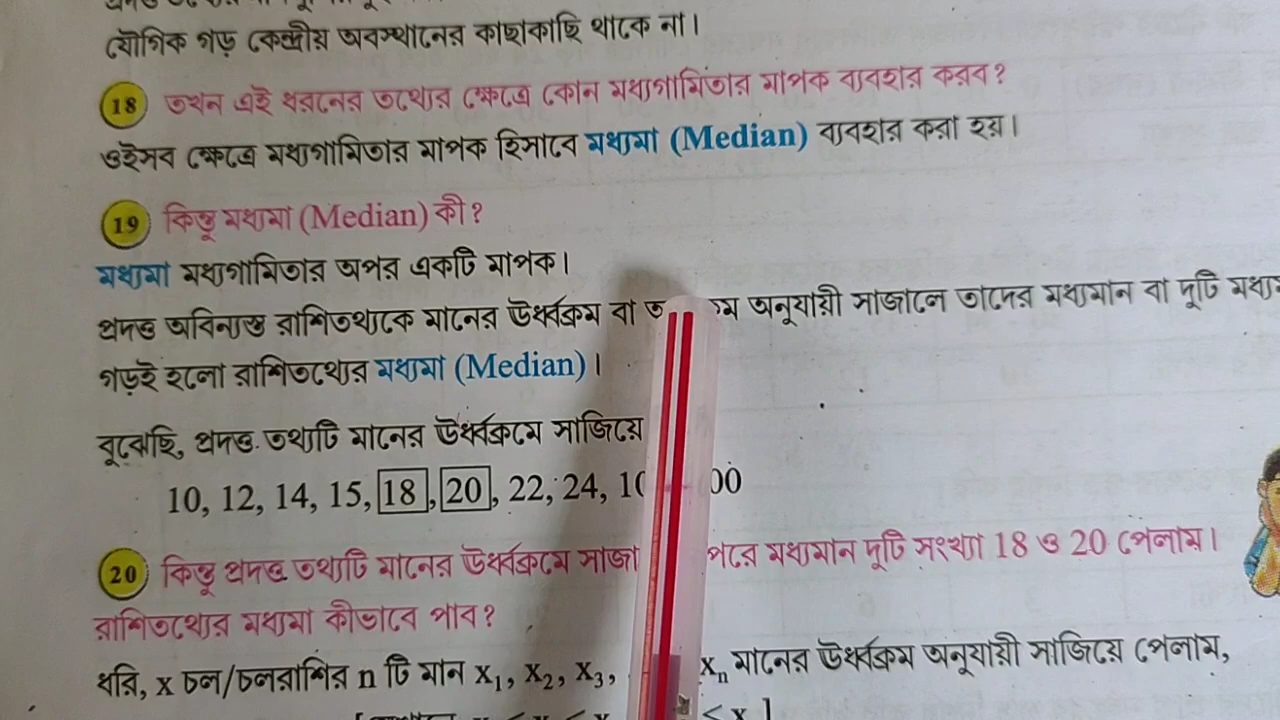 যৌগিক গড় কেন্দ্রীয় অবস্থানের কাছাকাছি থাকে না।
18 তখন এই ধরনের তথ্যের ক্ষেত্রে কোন মধ্যগামিতার মাপক ব্যবহার করব?
ওইসব ক্ষেত্রে মধ্যগামিতার মাপক হিসাবে মধ্যমা (Median) ব্যবহার করা হয়।
19 কিন্তু মধ্যমা (Median) কী?
মধ্যমা মধ্যগামিতার অপর একটি মাপক।
প্রদত্ত অবিন্যস্ত রাশিতথ্যকে মানের ঊর্ধ্বক্রম বা অনুযায়ী সাজালে তাদের মধ্যমান বা দুটি
গড়ই হলো রাশিতথ্যের মধ্যমা (Median)।
বুঝেছি, প্রদত্ত তথ্যটি মানের ঊর্ধ্বক্রমে সাজিয়ে
10, 12, 14, 15, 18, 20, 22, 24,
20 কিন্তু প্রদত্ত তথ্যটি মানের ঊর্ধ্বক্রমে পরে মধ্যমান দুটি সংখ্যা 18 ও 20 পেলাম।
রাশিতথ্যের মধ্যমা কীভাবে পাব?
ধরি, x চল/চলরাশির n টি মান x₁, x₂, x₃, xₙ মানের ঊর্ধ্বক্রম অনুযায়ী সাজিয়ে পেলাম,